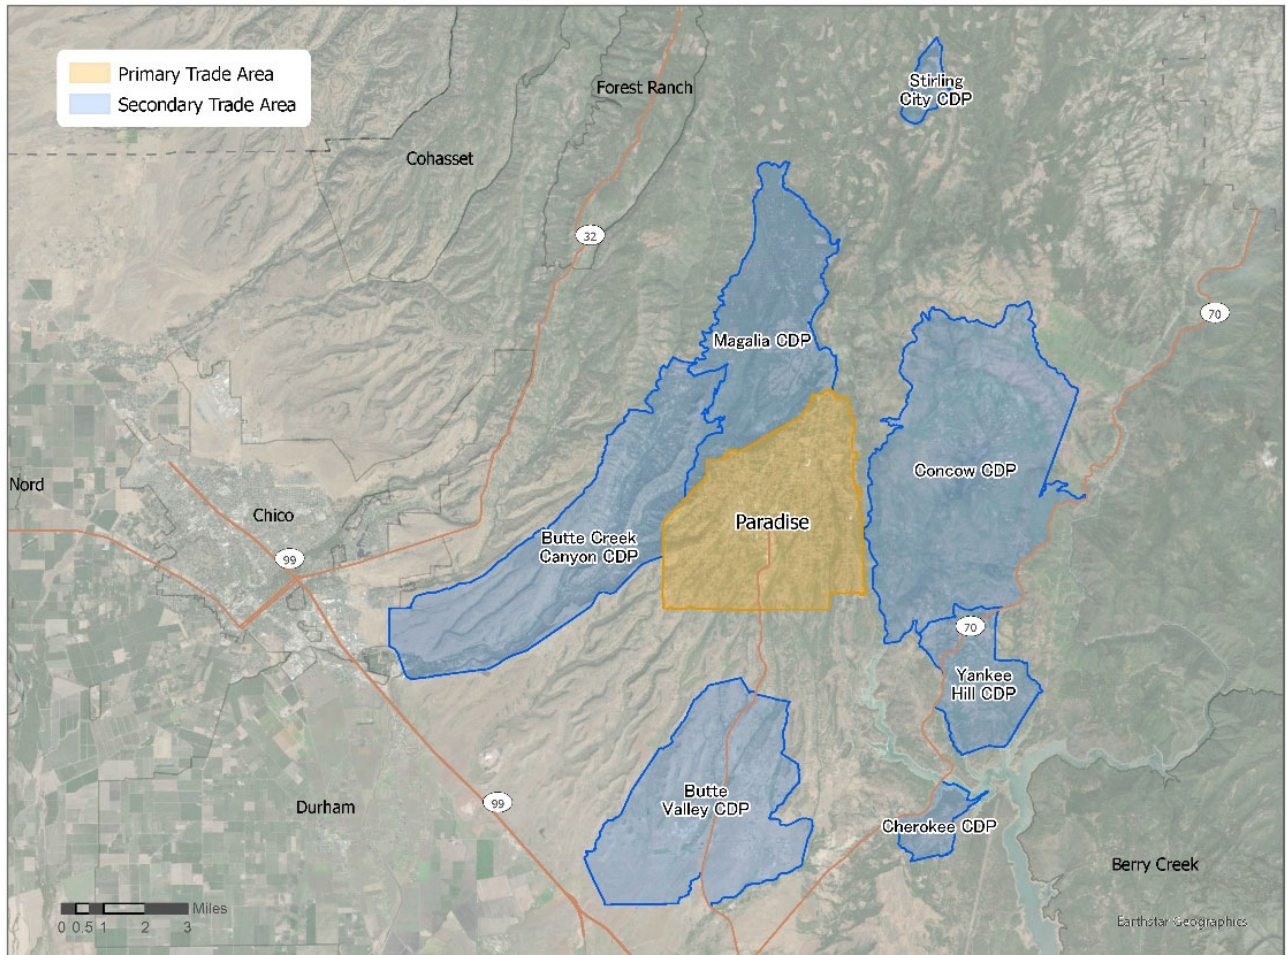 Primary Trade Area
Secondary Trade Area
Stirling
City CDP
Forest Ranch
Cohasset
32
70
Magalia CDP
Concow CDP
Nord
Chico
Paradise
Butte Creek
Canyon CDP
99
70
Yankee
Hill CDP
Butte
Valley CDP
99
Durham
Cherokee CDP
Berry Creek
Miles
0 0.5 1 2 3
Earthstar Geographics